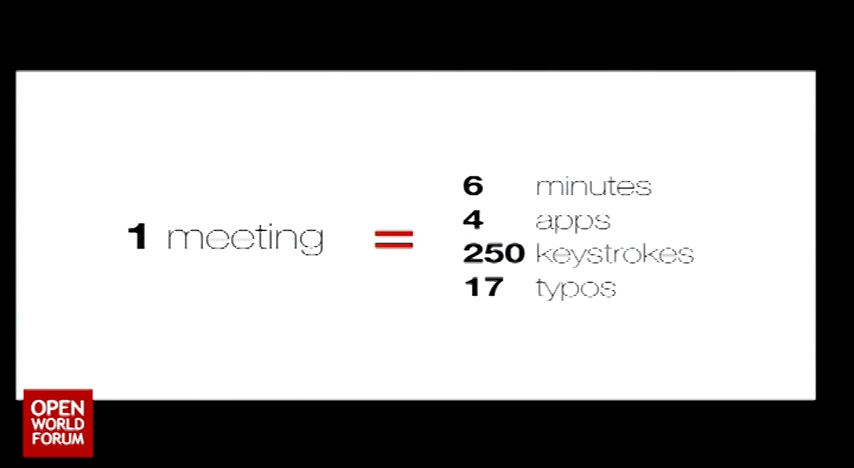 1 meeting = 
6 minutes
4 apps
250 keystrokes
17 typos
OPEN
WORLD
FORUM